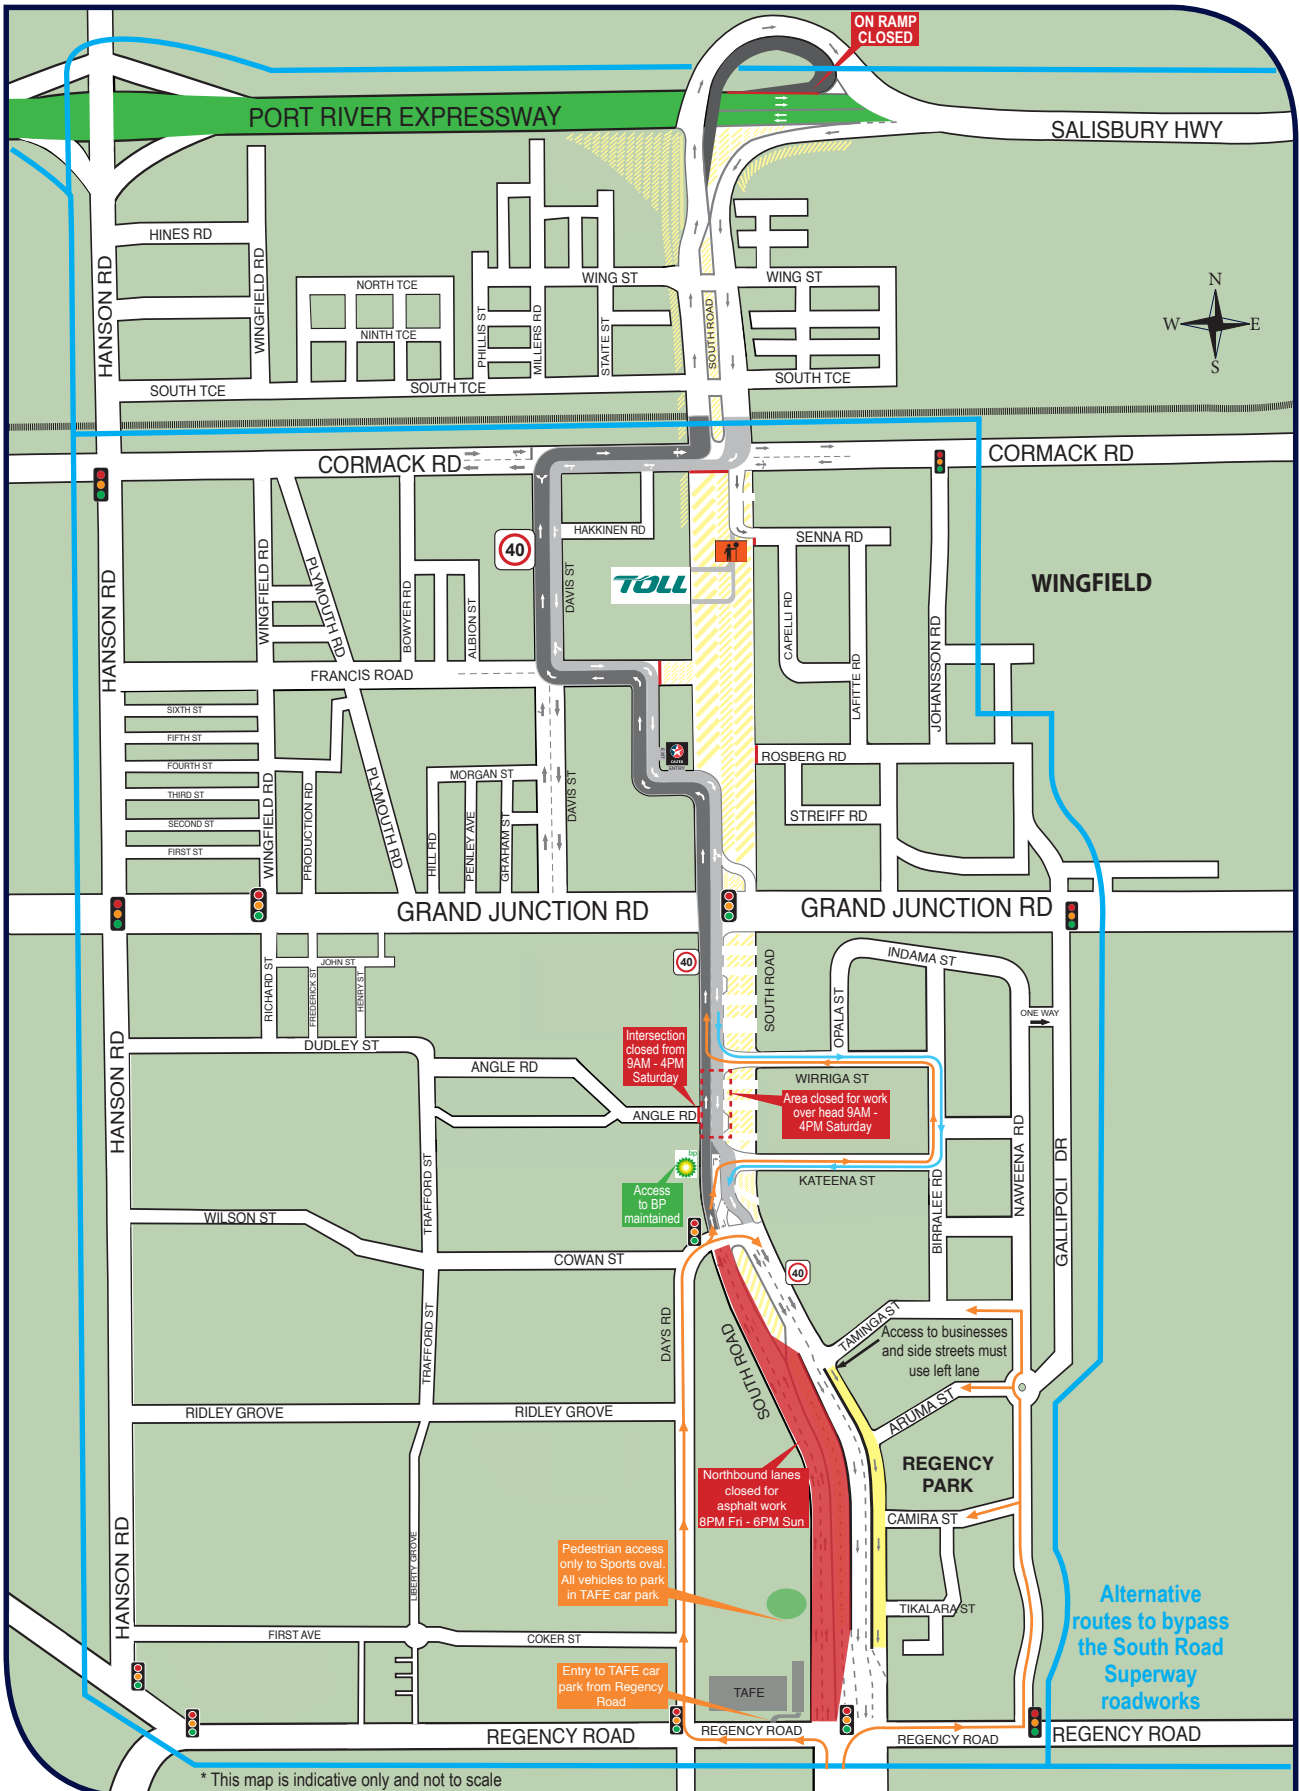 ON RAMP
CLOSED
PORT RIVER EXPRESSWAY
SALISBURY HWY
HINES RD
HANSON RD
WINGFIELD RD
NORTH TCE
NINTH TCE
PHILLIS ST
MILLERS RD
STAITE ST
WING ST
WING ST
SOUTH ROAD
N
W
E
S
SOUTH TCE
SOUTH TCE
SOUTH TCE
CORMACK RD
CORMACK RD
HAKKINEN RD
40
SENNA RD
TOLL
WINGFIELD
HANSON RD
WINGFIELD RD
PLYMOUTH RD
BOWYER RD
ALBION ST
DAVIS ST
CAPELLI RD
LAFITTE RD
JOHANSSON RD
FRANCIS ROAD
SIXTH ST
FIFTH ST
FOURTH ST
THIRD ST
SECOND ST
FIRST ST
WINGFIELD RD
PRODUCTION RD
PLYMOUTH RD
MORGAN ST
HILL RD
PENLEY AVE
GRAHAM ST
DAVIS ST
ENTRY
ROSBERG RD
STREIFF RD
GRAND JUNCTION RD
GRAND JUNCTION RD
40
SOUTH ROAD
INDAMA ST
OPALA ST
ONE WAY
RICHARD ST
FREDERICK ST
JOHN ST
HENRY ST
HANSON RD
DUDLEY ST
ANGLE RD
ANGLE RD
Intersection
closed from
9AM - 4PM
Saturday
WIRRIGA ST
Area closed for work
over head 9AM -
4PM Saturday
bp
Access
to BP
maintained
KATEENA ST
BIRRALEE RD
NAWEENA RD
GALLIPOLI DR
TRAFFORD ST
WILSON ST
COWAN ST
40
TRAFFORD ST
DAYS RD
SOUTH ROAD
TAMINGA ST
Access to businesses
and side streets must
use left lane
ARUMA ST
RIDLEY GROVE
RIDLEY GROVE
REGENCY
PARK
Northbound lanes
closed for
asphalt work
8PM Fri - 6PM Sun
CAMIRA ST
HANSON RD
LIBERTY GROVE
Pedestrian access
only to Sports oval.
All vehicles to park
in TAFE car park
TIKALARA ST
Alternative
routes to bypass
the South Road
Superway
roadworks
FIRST AVE
COKER ST
Entry to TAFE car
park from Regency
Road
TAFE
REGENCY ROAD
REGENCY ROAD
REGENCY ROAD
REGENCY ROAD
* This map is indicative only and not to scale